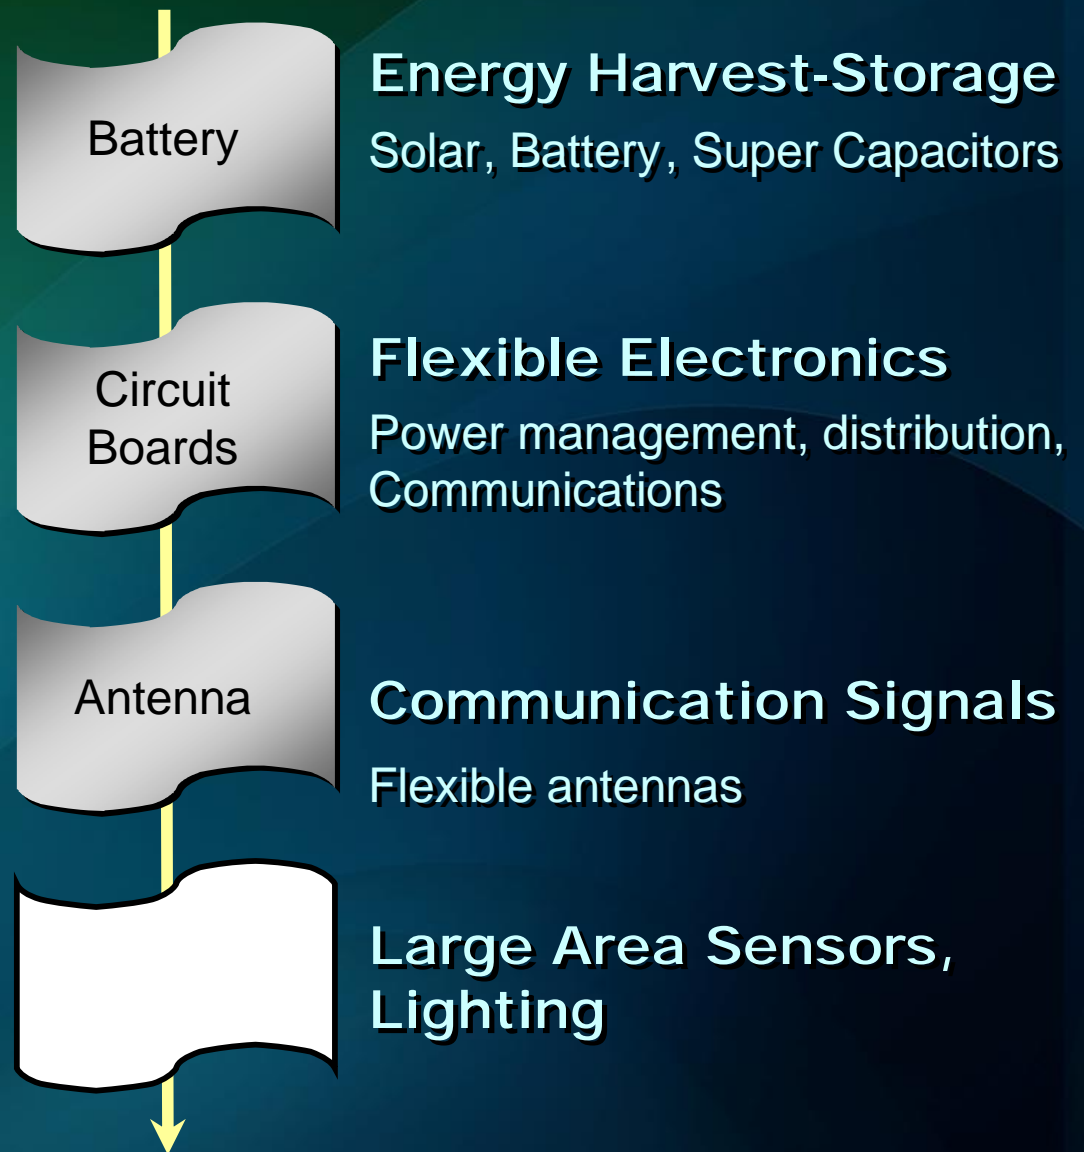 Battery
Energy Harvest-Storage
Solar, Battery, Super Capacitors
Circuit
Boards
Flexible Electronics
Power management, distribution,
Communications
Antenna
Communication Signals
Flexible antennas
Large Area Sensors,
Lighting